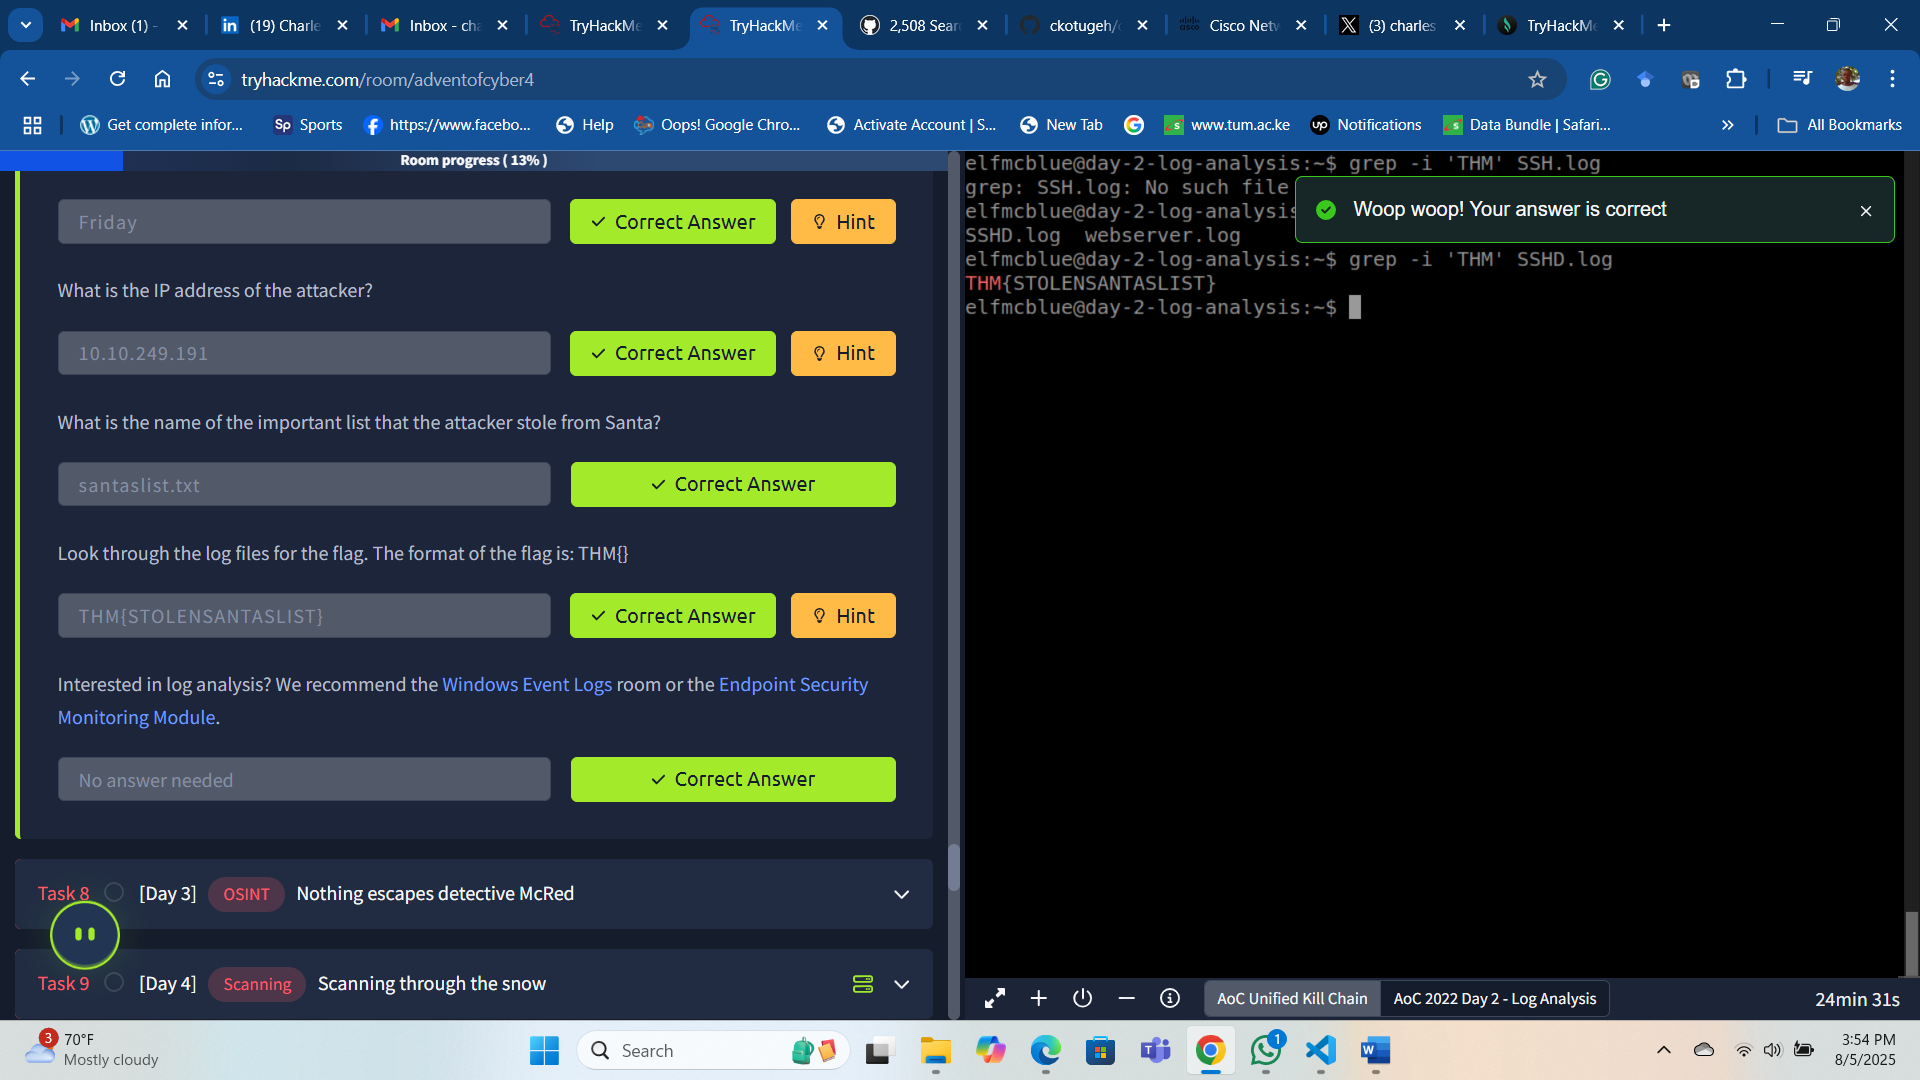 Inbox (1) -
(19) Charle
Inbox - cha
TryHackMe
TryHackMe
2,508 Sear
ckotugeh/c
Cisco Netw
(3) charles
TryHackMe
tryhackme.com/room/adventofcyber4
Get complete infor...
Sports
https://www.facebo...
Help
Oops! Google Chro...
Activate Account | S...
New Tab
www.tum.ac.ke
Notifications
Data Bundle | Safari...
All Bookmarks
Room progress ( 13% )
Friday
Correct Answer
Hint
What is the IP address of the attacker?
10.10.249.191
Correct Answer
Hint
What is the name of the important list that the attacker stole from Santa?
santaslist.txt
Correct Answer
Look through the log files for the flag. The format of the flag is: THM{}
THM{STOLENSANTASLIST}
Correct Answer
Hint
Interested in log analysis? We recommend the Windows Event Logs room or the Endpoint Security
Monitoring Module.
No answer needed
Correct Answer
Task 8 [Day 3] OSINT Nothing escapes detective McRed
Task 9 [Day 4] Scanning Scanning through the snow
elfmcblue@day-2-log-analysis:~$ grep -i 'THM' SSH.log
grep: SSH.log: No such file
elfmcblue@day-2-log-analysis
SSHD.log webserver.log
elfmcblue@day-2-log-analysis:~$ grep -i 'THM' SSHD.log
THM{STOLENSANTASLIST}
elfmcblue@day-2-log-analysis:~$
Woop woop! Your answer is correct
AoC Unified Kill Chain
AoC 2022 Day 2 - Log Analysis
24min 31s
3
70°F
Mostly cloudy
Search
1
3:54 PM
8/5/2025